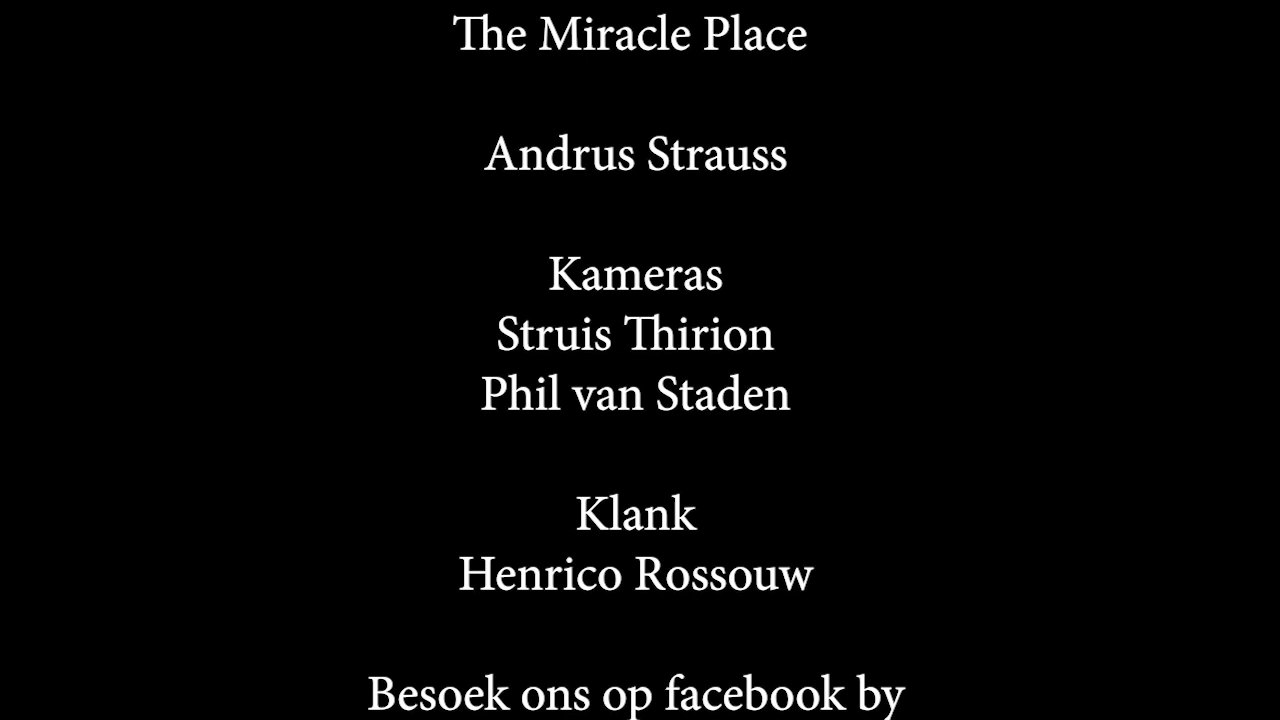 The Miracle Place
Andrus Strauss
Kameras
Struis Thirion
Phil van Staden
Klank
Henrico Rossouw
Besoek ons op facebook by